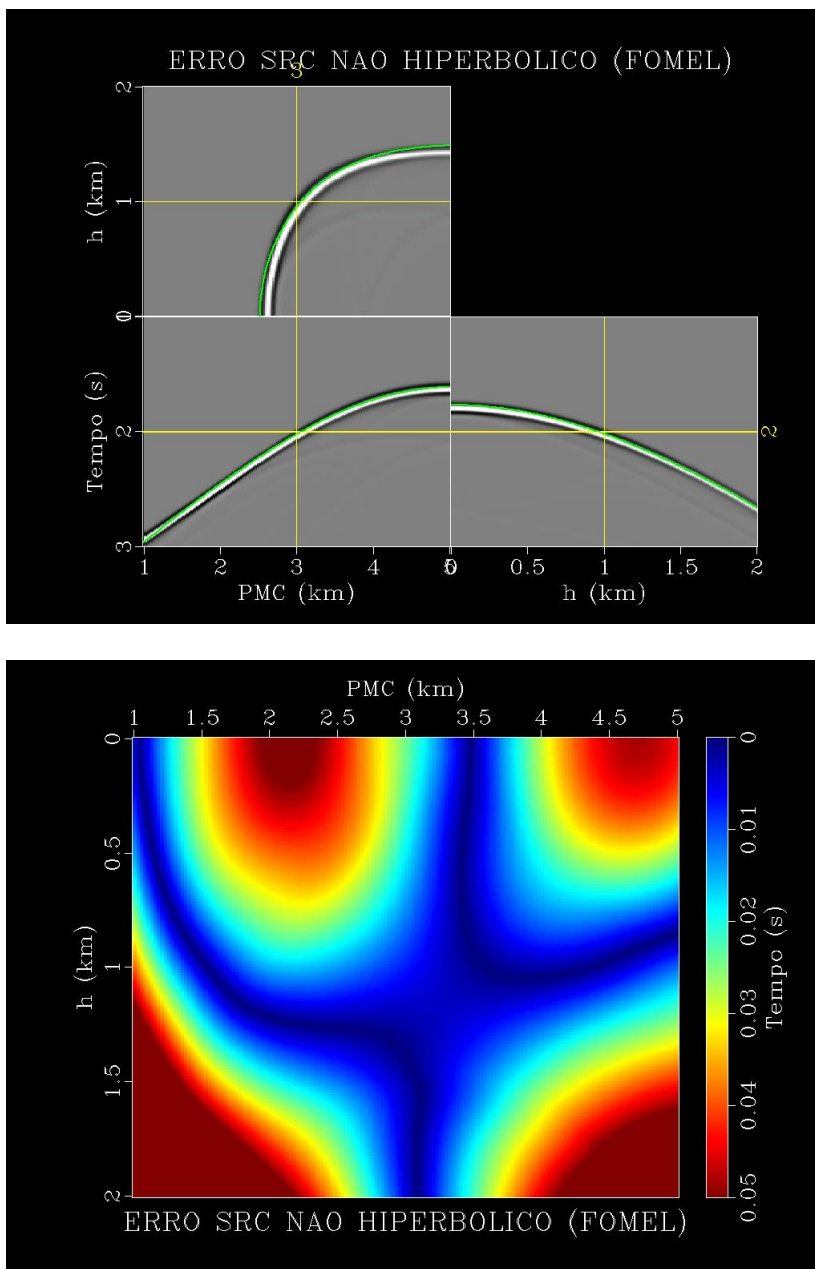 ERRO SRC NAO HIPERBOLICO (FOMEL)
3
2
1
0
h (km)
0
2
3
Tempo (s)
2
1 2 3 4 5
PMC (km)
0 0.5 1 1.5 2
h (km)
PMC (km)
1 1.5 2 2.5 3 3.5 4 4.5 5
0
0.5
1
1.5
2
h (km)
0
0.01
0.02
0.03
0.04
0.05
Tempo (s)
ERRO SRC NAO HIPERBOLICO (FOMEL)